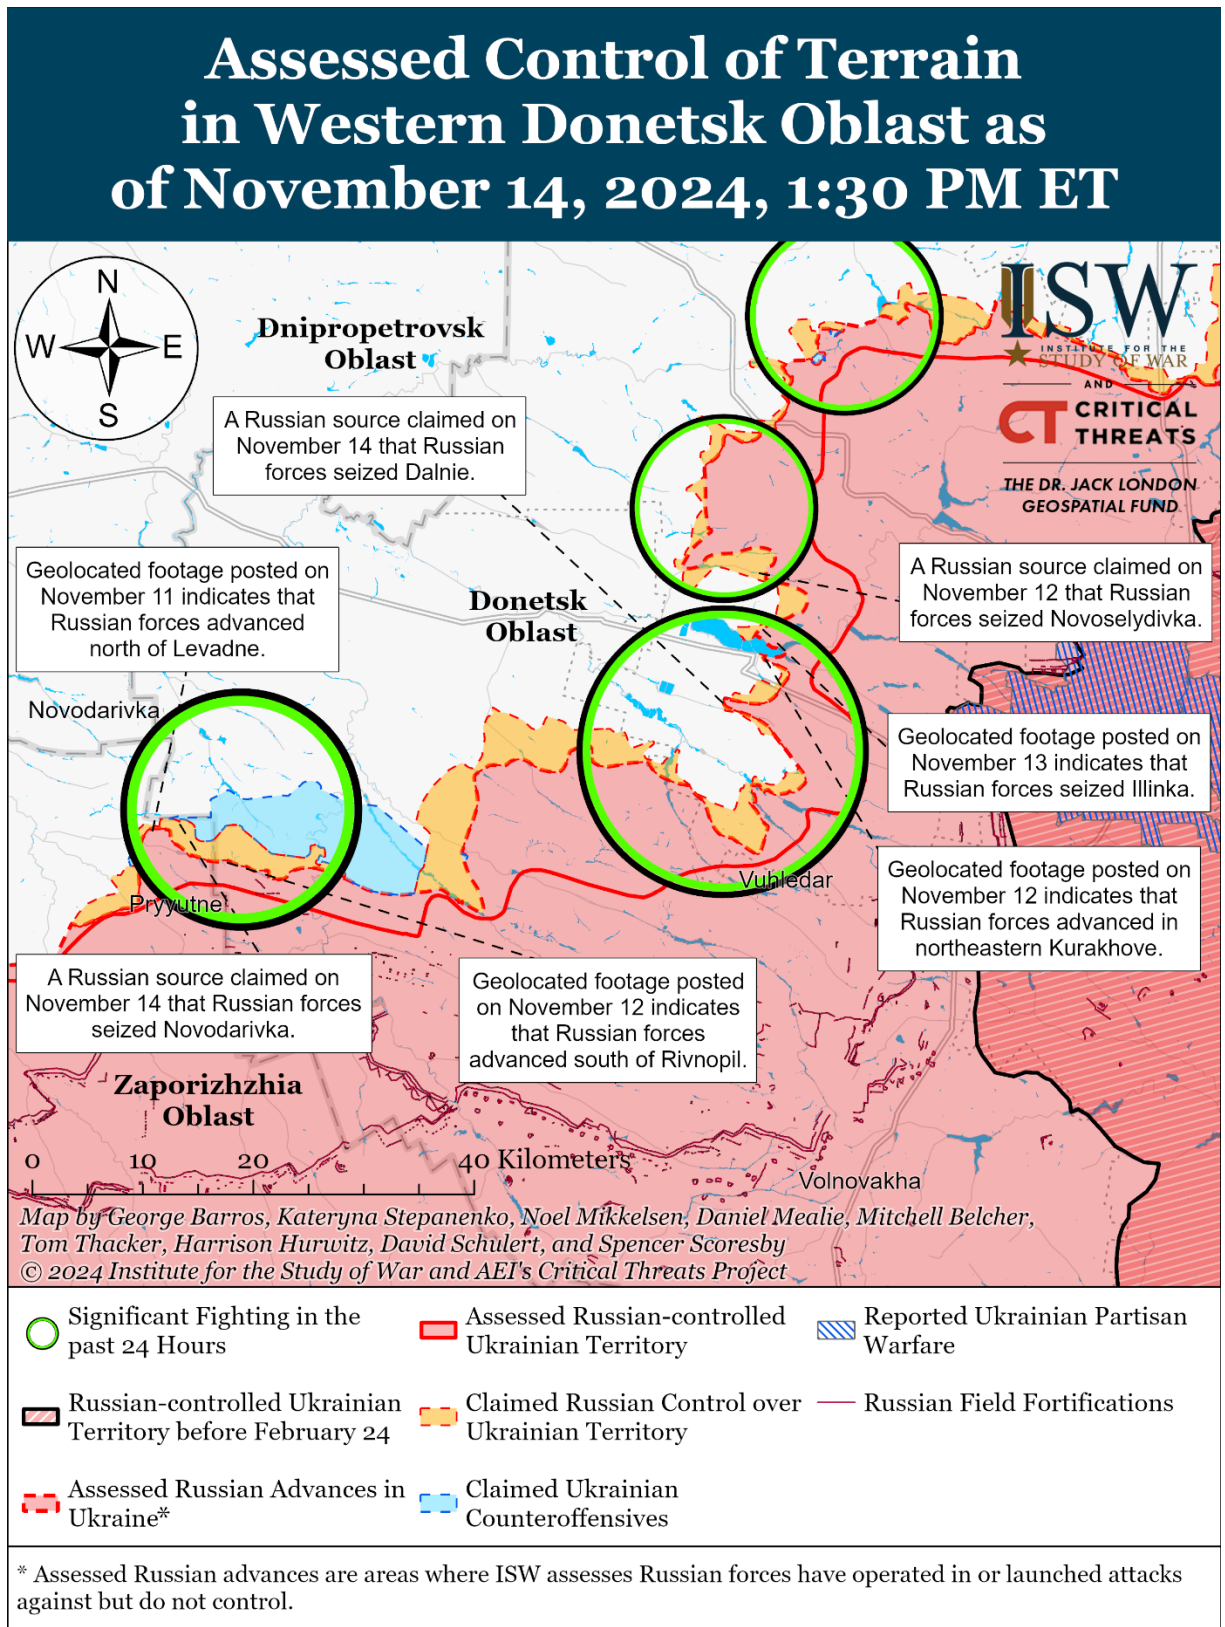 Assessed Control of Terrain
in Western Donetsk Oblast as
of November 14, 2024, 1:30 PM ET
N
W
E
S
Dnipropetrovsk
Oblast
ISW
INSTITUTE FOR THE
STUDY OF WAR
AND
CT CRITICAL
THREATS
THE DR. JACK LONDON
GEOSPATIAL FUND
A Russian source claimed on
November 14 that Russian
forces seized Dalnie.
Geolocated footage posted on
November 11 indicates that
Russian forces advanced
north of Levadne.
Donetsk
Oblast
A Russian source claimed on
November 12 that Russian
forces seized Novoselydivka.
Novodarivka
Geolocated footage posted on
November 13 indicates that
Russian forces seized Illinka.
Vuhledar
Geolocated footage posted on
November 12 indicates that
Russian forces advanced in
northeastern Kurakhove.
Pryyutne
A Russian source claimed on
November 14 that Russian forces
seized Novodarivka.
Geolocated footage posted
on November 12 indicates
that Russian forces
advanced south of Rivnopil.
Zaporizhzhia
Oblast
0 10 20 40 Kilometers
Volnovakha
Map by George Barros, Kateryna Stepanenko, Noel Mikkelsen, Daniel Mealie, Mitchell Belcher,
Tom Thacker, Harrison Hurwitz, David Schulert, and Spencer Scoresby
© 2024 Institute for the Study of War and AEI's Critical Threats Project
Significant Fighting in the
past 24 Hours
Russian-controlled Ukrainian
Territory before February 24
Assessed Russian Advances in
Ukraine*
Assessed Russian-controlled
Ukrainian Territory
Claimed Russian Control over
Ukrainian Territory
Claimed Ukrainian
Counteroffensives
Reported Ukrainian Partisan
Warfare
Russian Field Fortifications
* Assessed Russian advances are areas where ISW assesses Russian forces have operated in or launched attacks
against but do not control.